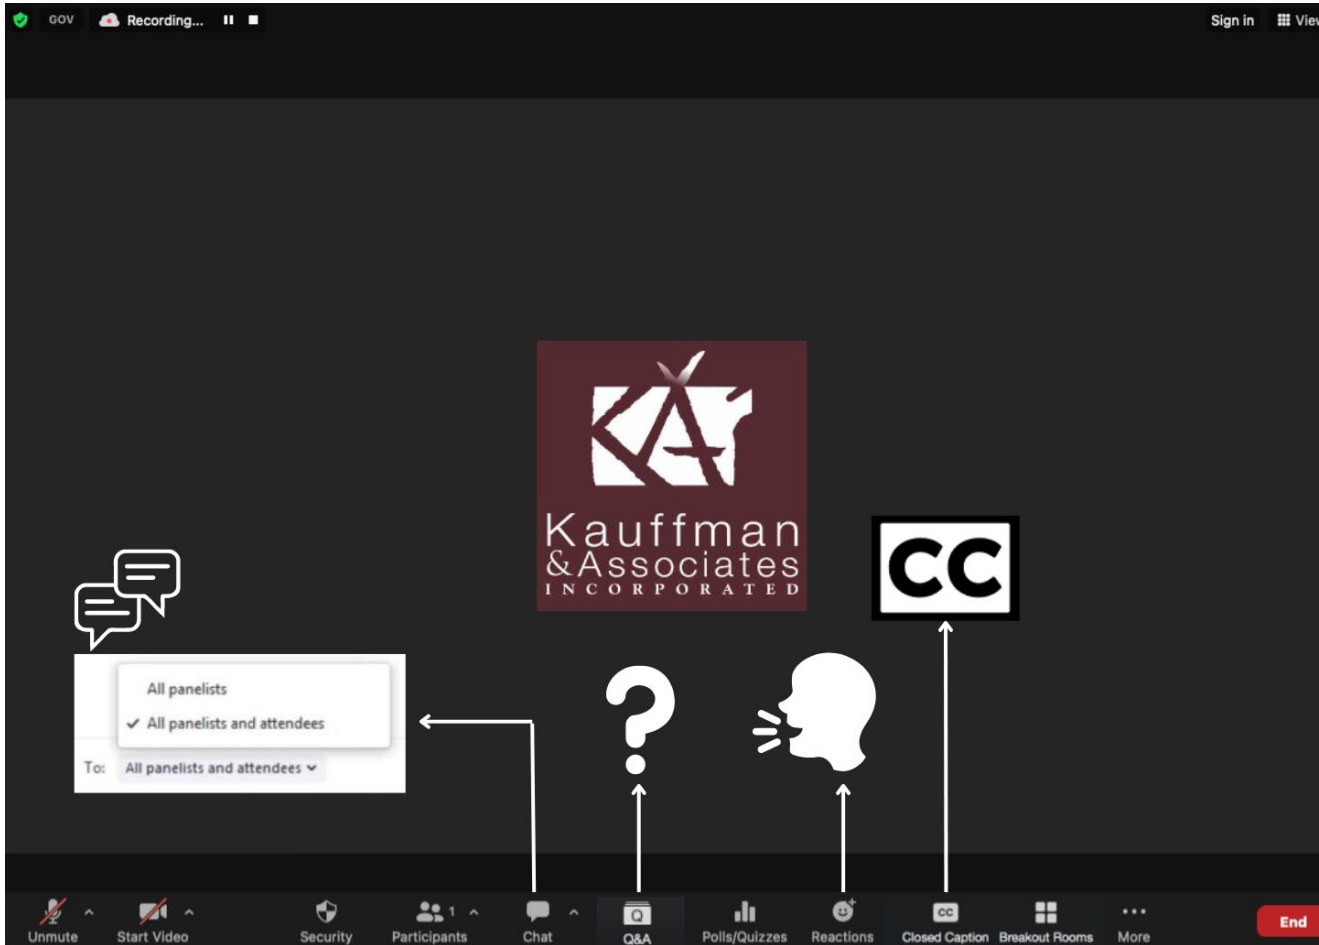 GOV Recording...
Sign in View
KAI
Kauffman
&Associates
INCORPORATED
CC
All panelists
✓ All panelists and attendees
To: All panelists and attendees
?
Unmute Start Video Security Participants 1 Chat Q Q&A Polls/Quizzes Reactions CC Closed Caption Breakout Rooms More End